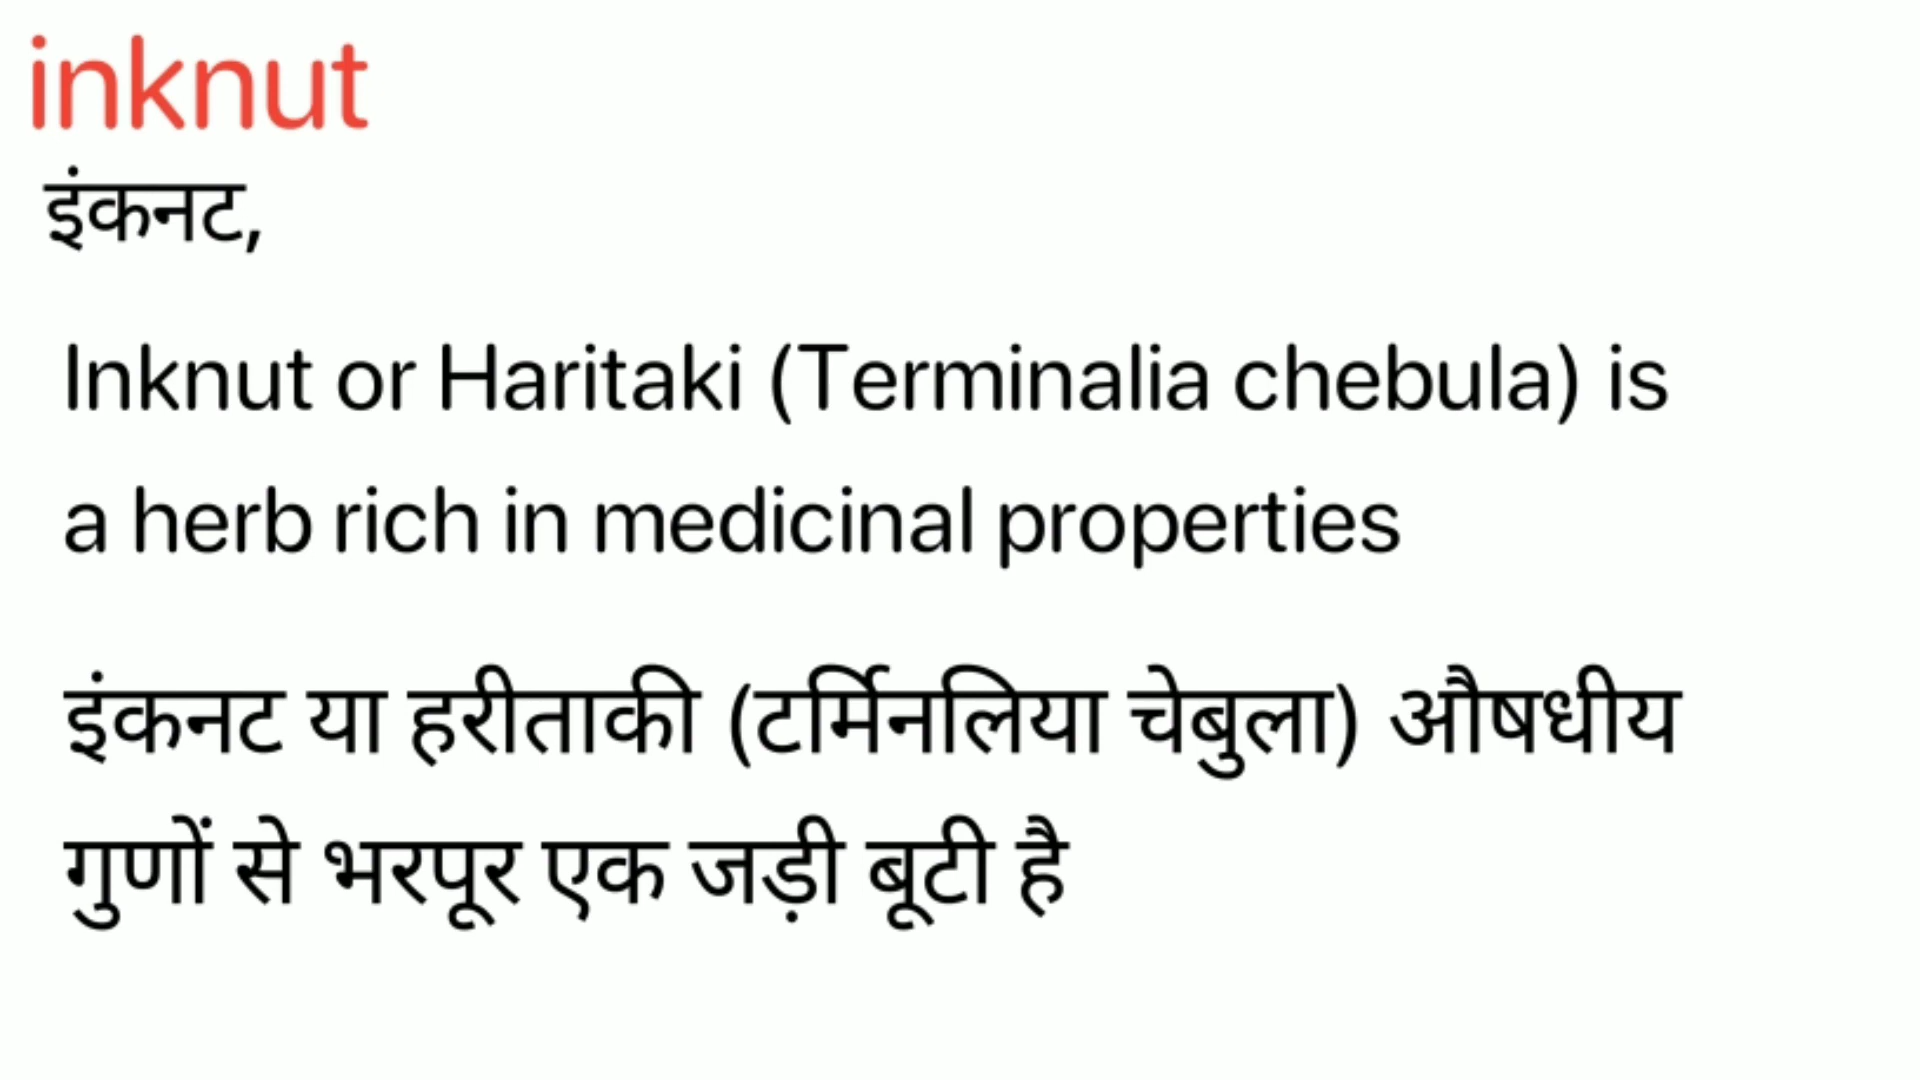 inknut
इंकनट,
Inknut or Haritaki (Terminalia chebula) is
a herb rich in medicinal properties
इंकनट या हरीताकी (टर्मिनलिया चेबुला) औषधीय
गुणों से भरपूर एक जड़ी बूटी है